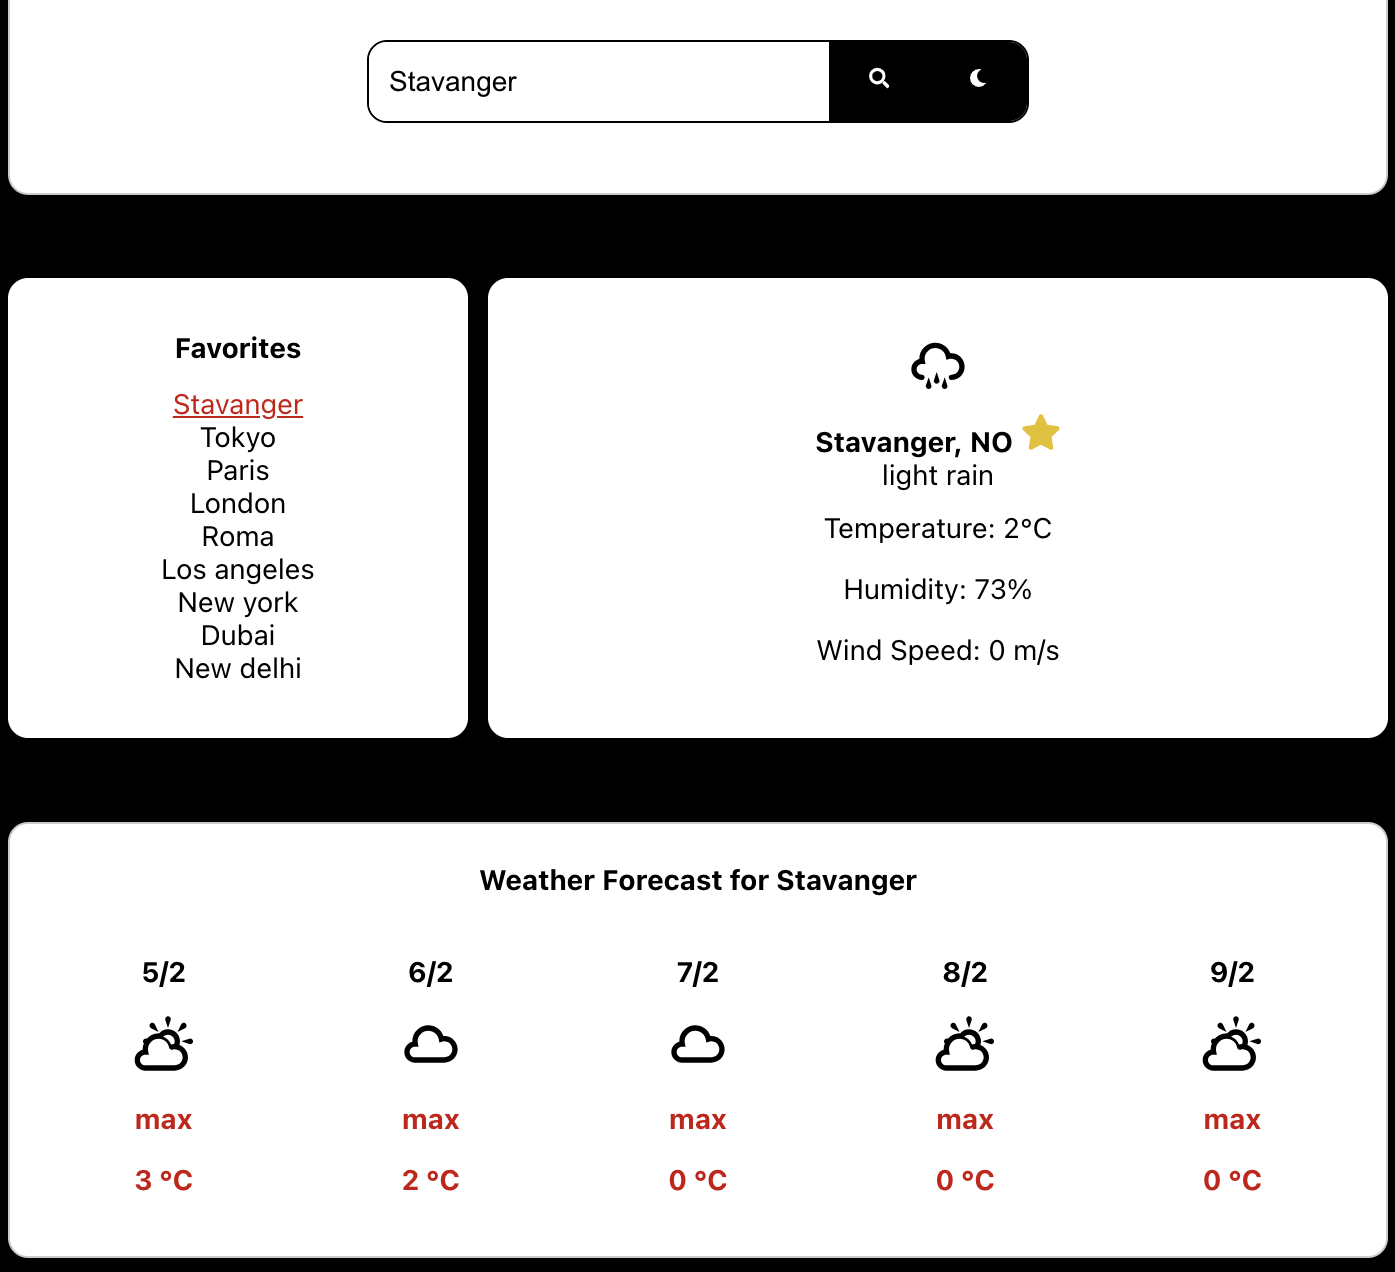 Stavanger
Favorites
Stavanger
Tokyo
Paris
London
Roma
Los angeles
New york
Dubai
New delhi
Stavanger, NO
light rain
Temperature: 2°C
Humidity: 73%
Wind Speed: 0 m/s
Weather Forecast for Stavanger
5/2 6/2 7/2 8/2 9/2
max max max max max
3 °C 2 °C 0 °C 0 °C 0 °C